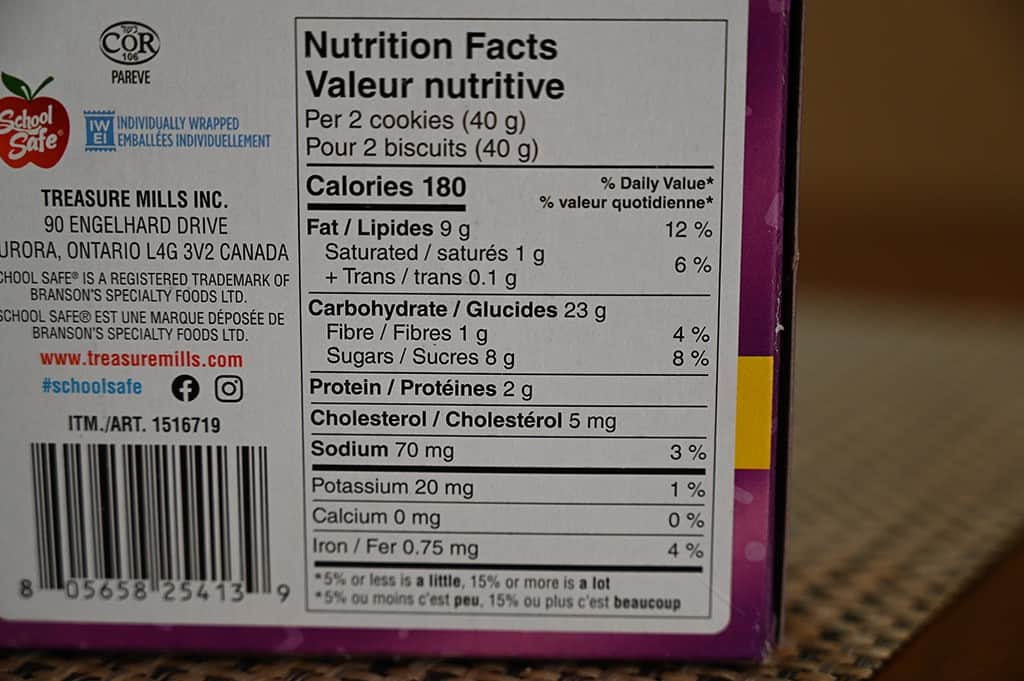 כשר
COR
106
PAREVE
School
Safe®
IW
EI
INDIVIDUALLY WRAPPED
EMBALLÉES INDIVIDUELLEMENT
TREASURE MILLS INC.
90 ENGELHARD DRIVE
URORA, ONTARIO L4G 3V2 CANADA
CHOOL SAFE® IS A REGISTERED TRADEMARK OF
BRANSON'S SPECIALTY FOODS LTD.
SCHOOL SAFE® EST UNE MARQUE DÉPOSÉE DE
BRANSON'S SPECIALTY FOODS LTD.
www.treasuremills.com
#schoolsafe
ITM./ART. 1516719
8 05658 25413 9
Nutrition Facts
Valeur nutritive
Per 2 cookies (40 g)
Pour 2 biscuits (40 g)
Calories 180
% Daily Value*
% valeur quotidienne*
Fat / Lipides 9 g 12 %
Saturated / saturés 1 g
+ Trans / trans 0.1 g 6 %
Carbohydrate / Glucides 23 g
Fibre / Fibres 1 g 4 %
Sugars / Sucres 8 g 8 %
Protein / Protéines 2 g
Cholesterol / Cholestérol 5 mg
Sodium 70 mg 3 %
Potassium 20 mg 1 %
Calcium 0 mg 0 %
Iron / Fer 0.75 mg 4 %
*5% or less is a little, 15% or more is a lot
*5% ou moins c'est peu, 15% ou plus c'est beaucoup